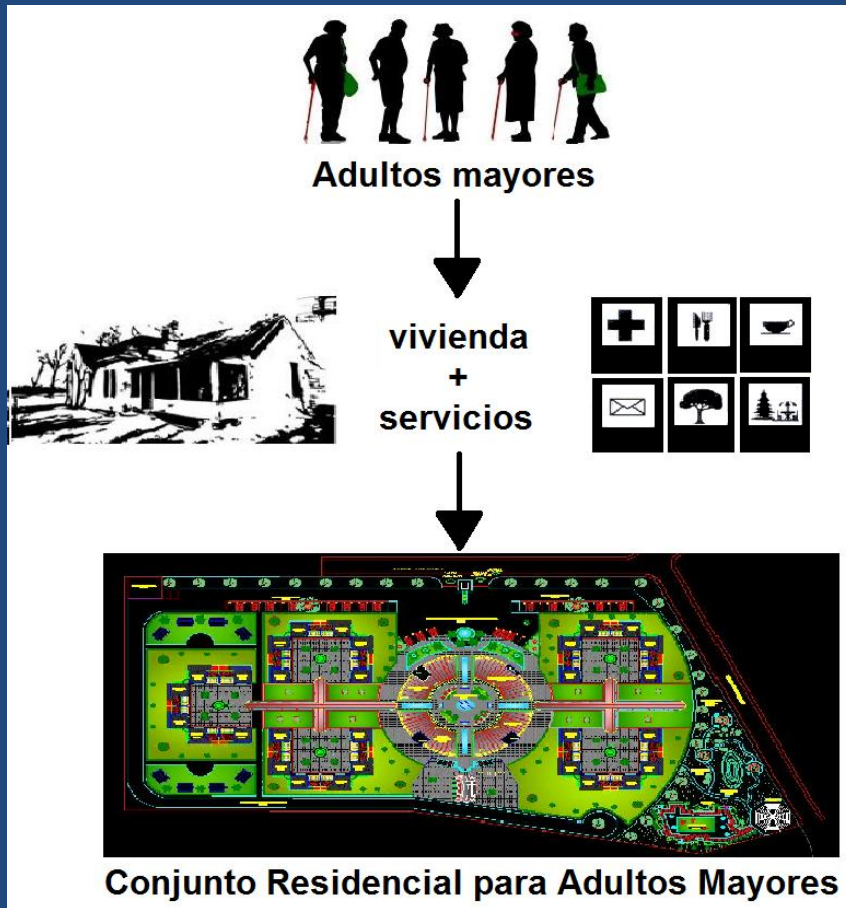 Adultos mayores
vivienda
+
servicios
Conjunto Residencial para Adultos Mayores